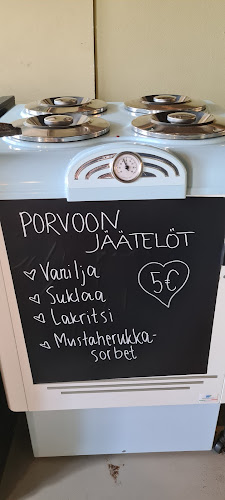 PORVOON
JÄÄTELÖT
Vanilja
Suklaa
Lakritsi
Mustaherukka-
sorbet
5€